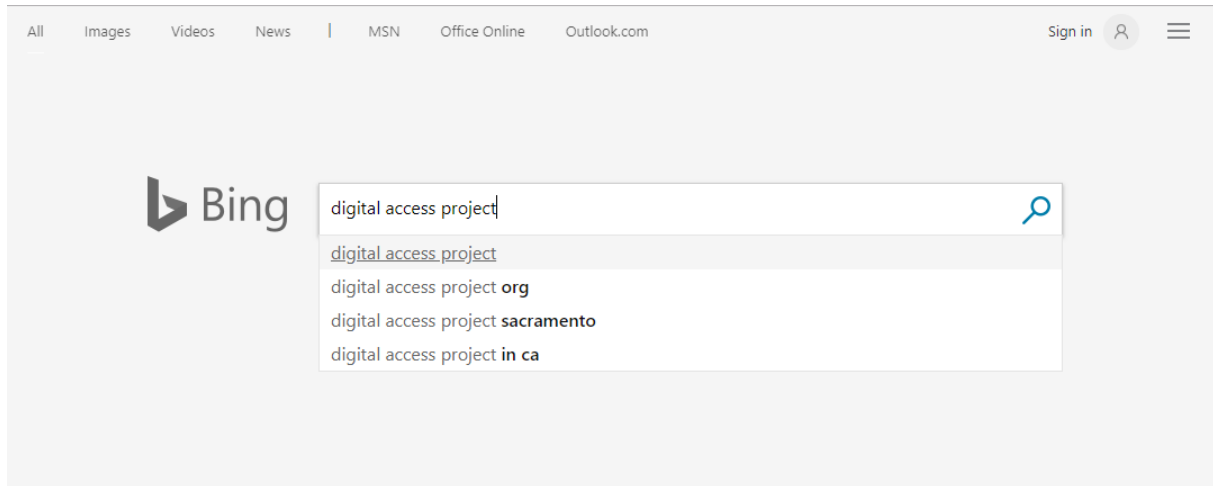 All Images Videos News | MSN Office Online Outlook.com Sign in
Bing
digital access project
digital access project
digital access project org
digital access project sacramento
digital access project in ca